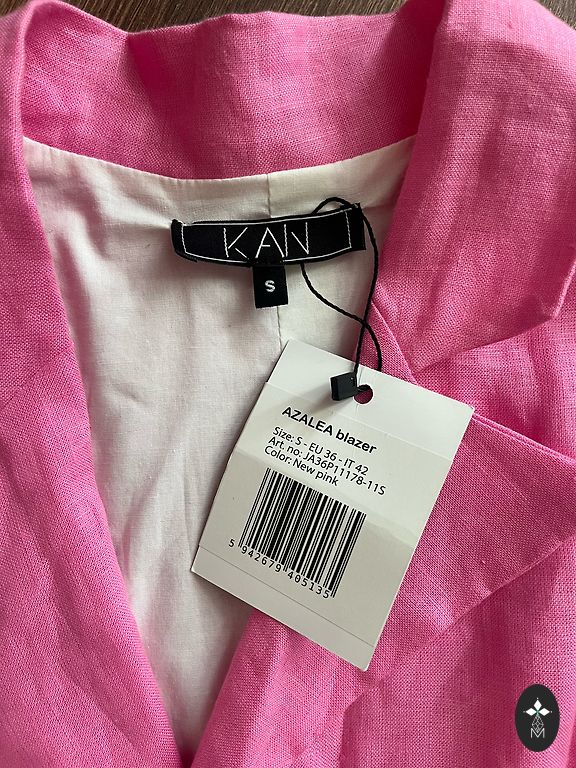 KAN
S
AZALEA blazer
Size: S - EU 36 - IT 42
Art. no: JA36P11178-11S
Color: New pink
5 942679 405135
M